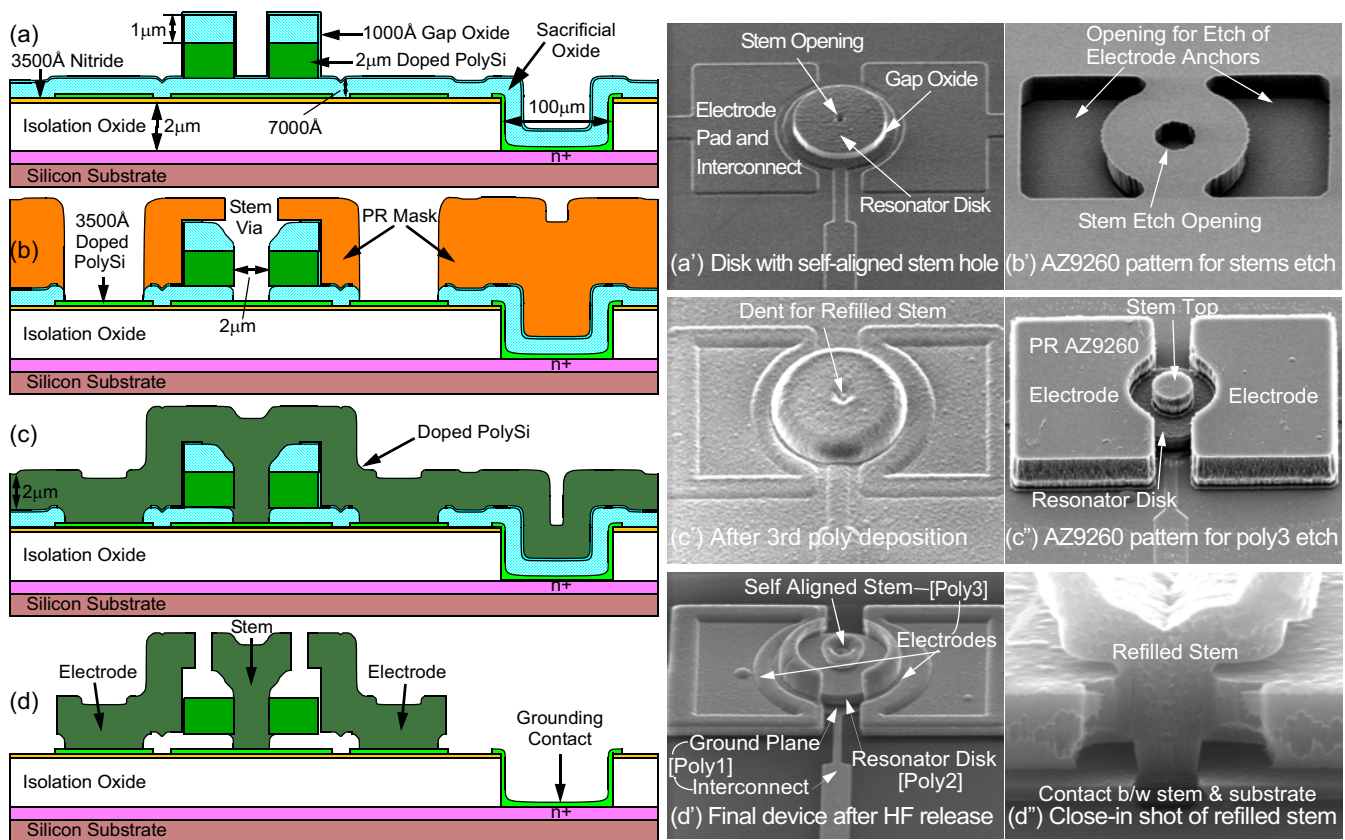 (a)
1μm
1000Å Gap Oxide
Sacrificial
Oxide
3500Å Nitride
2μm Doped PolySi
Isolation Oxide
2μm
7000Å
100μm
n+
Silicon Substrate
(b)
3500Å
Doped
PolySi
Stem
Via
PR Mask
2μm
Isolation Oxide
n+
Silicon Substrate
(c)
Doped PolySi
2μm
Isolation Oxide
n+
Silicon Substrate
(d)
Electrode
Stem
Electrode
Grounding
Contact
Isolation Oxide
n+
Silicon Substrate
Stem Opening
Gap Oxide
Electrode
Pad and
Interconnect
Resonator Disk
(a') Disk with self-aligned stem hole
Opening for Etch of
Electrode Anchors
Stem Etch Opening
(b') AZ9260 pattern for stems etch
Dent for Refilled Stem
(c') After 3rd poly deposition
Stem Top
PR AZ9260
Electrode
Electrode
Resonator Disk
(c") AZ9260 pattern for poly3 etch
Self Aligned Stem
[Poly3]
Electrodes
Ground Plane
[Poly1]
Interconnect
Resonator Disk
[Poly2]
(d') Final device after HF release
Refilled Stem
Contact b/w stem & substrate
(d") Close-in shot of refilled stem